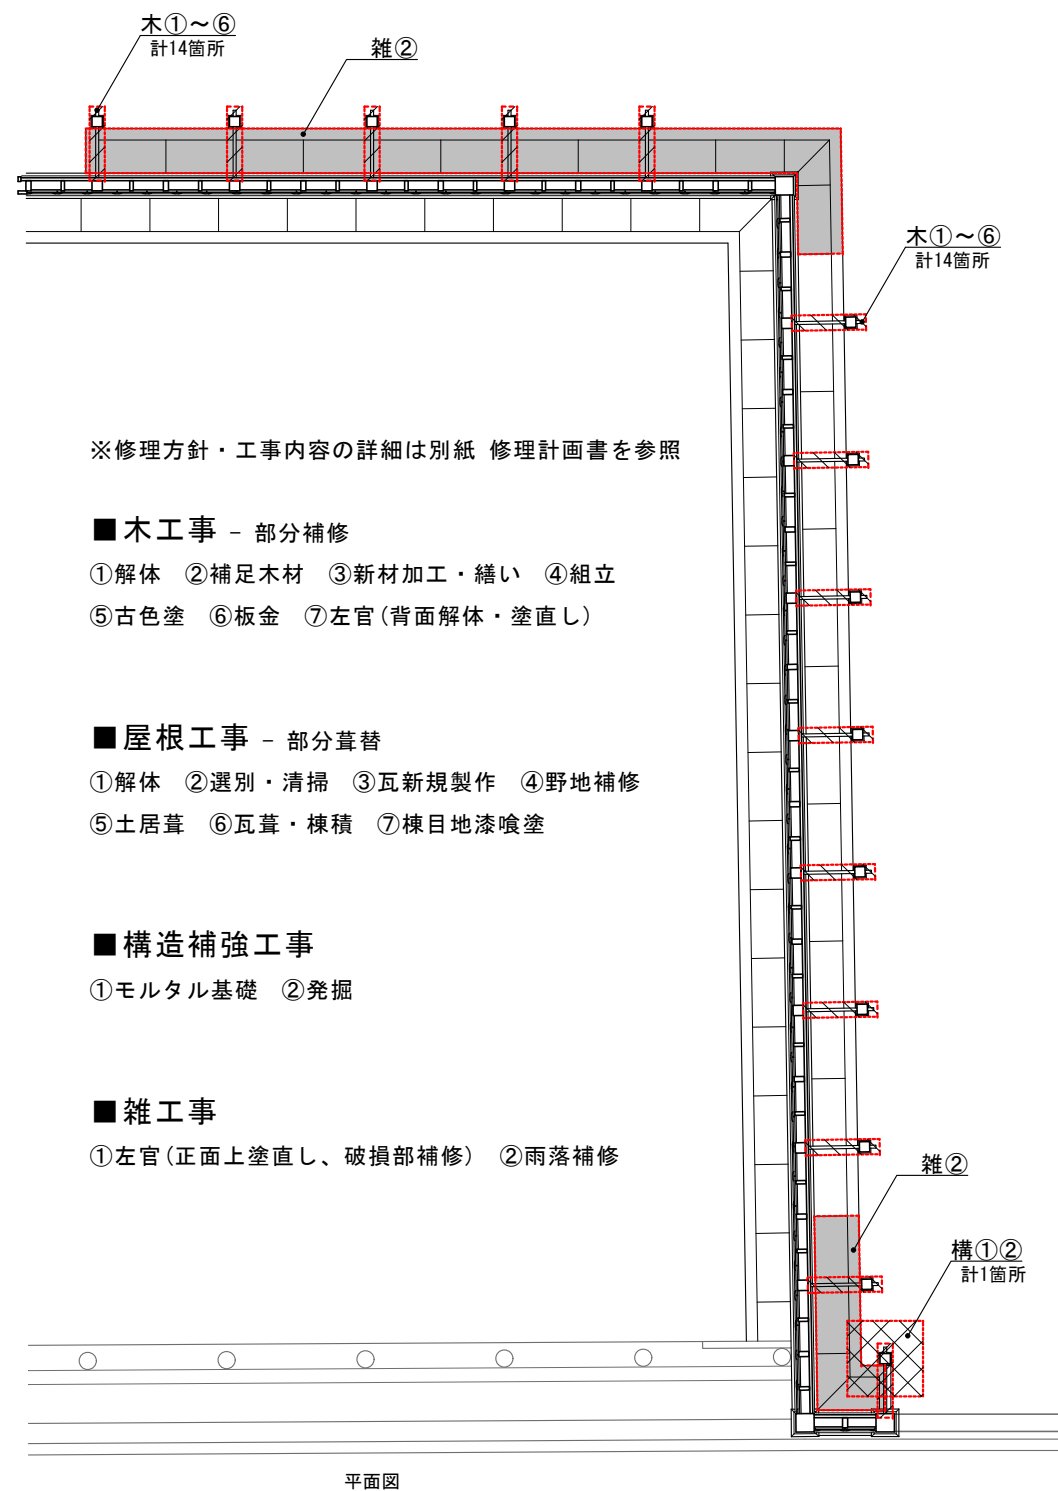 木①～⑥
計14箇所
雑②
木①～⑥
計14箇所
※修理方針・工事内容の詳細は別紙 修理計画書を参照
■木工事 － 部分補修
①解体 ②補足木材 ③新材加工・繕い ④組立
⑤古色塗 ⑥板金 ⑦左官(背面解体・塗直し)
■屋根工事 － 部分葺替
①解体 ②選別・清掃 ③瓦新規製作 ④野地補修
⑤土居葺 ⑥瓦葺・棟積 ⑦棟目地漆喰塗
■構造補強工事
①モルタル基礎 ②発掘
■雑工事
①左官(正面上塗直し、破損部補修) ②雨落補修
雑②
構①②
計1箇所
平面図